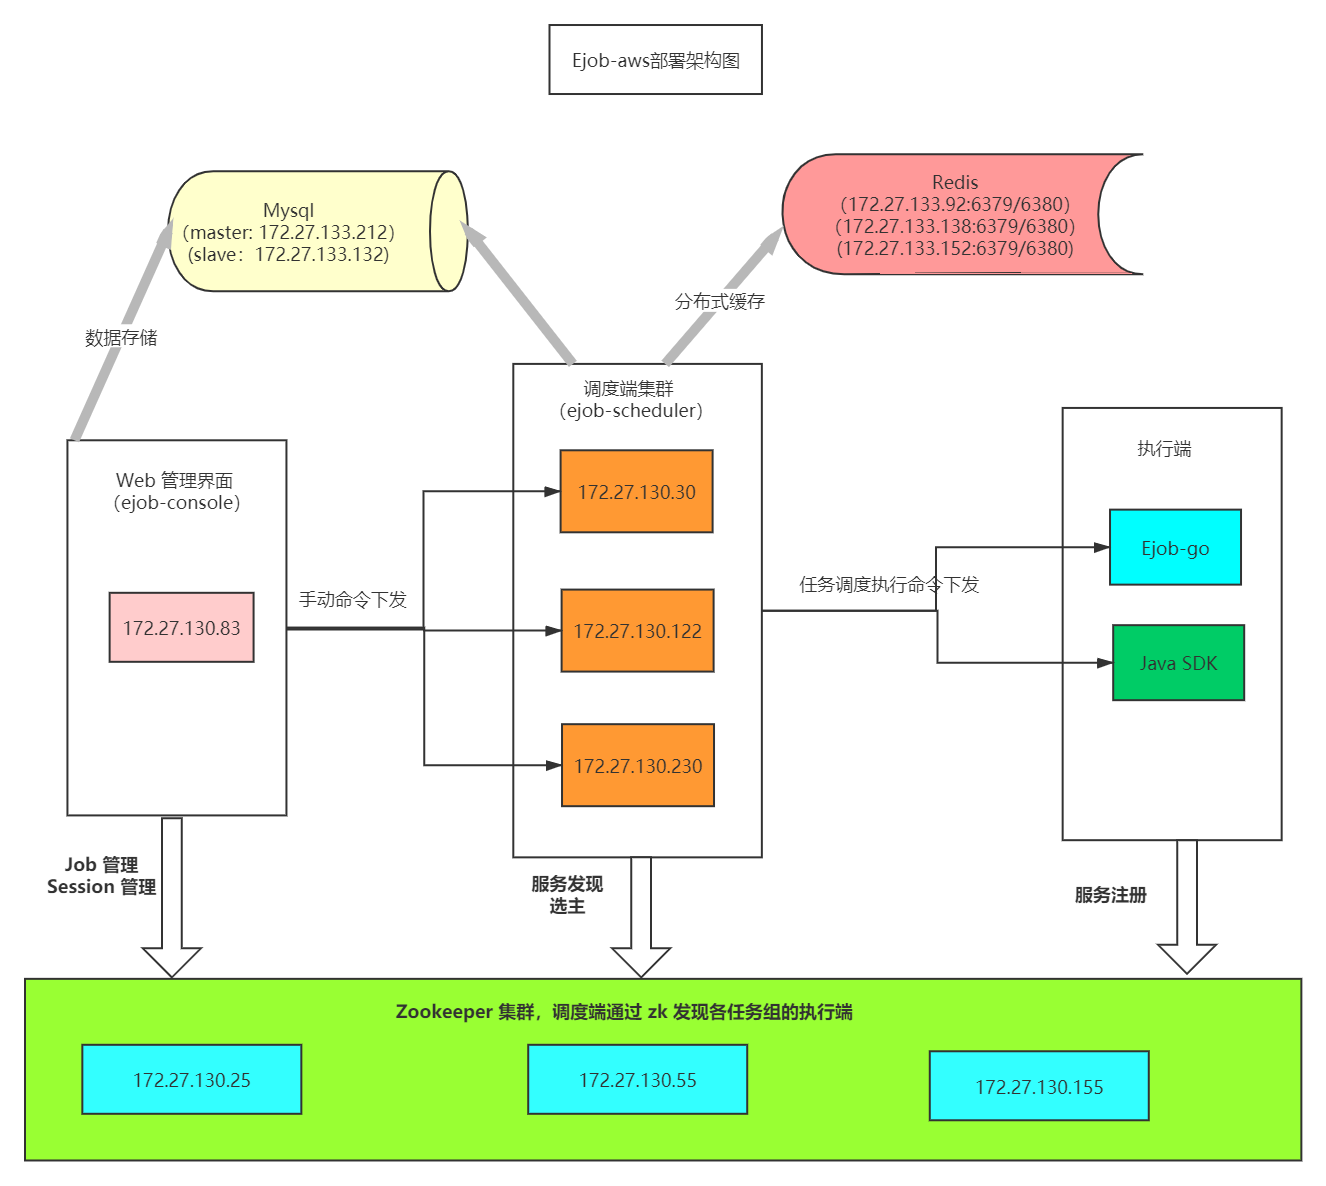 Ejob-aws部署架构图
Mysql
（master: 172.27.133.212）
(slave：172.27.133.132)
Redis
（172.27.133.92:6379/6380)
（172.27.133.138:6379/6380)
（172.27.133.152:6379/6380)
数据存储
分布式缓存
调度端集群
（ejob-scheduler）
执行端
Web 管理界面
（ejob-console）
172.27.130.30
Ejob-go
手动命令下发
任务调度执行命令下发
172.27.130.83
172.27.130.122
Java SDK
172.27.130.230
Job 管理
Session 管理
服务发现
选主
服务注册
Zookeeper 集群，调度端通过 zk 发现各任务组的执行端
172.27.130.25
172.27.130.55
172.27.130.155